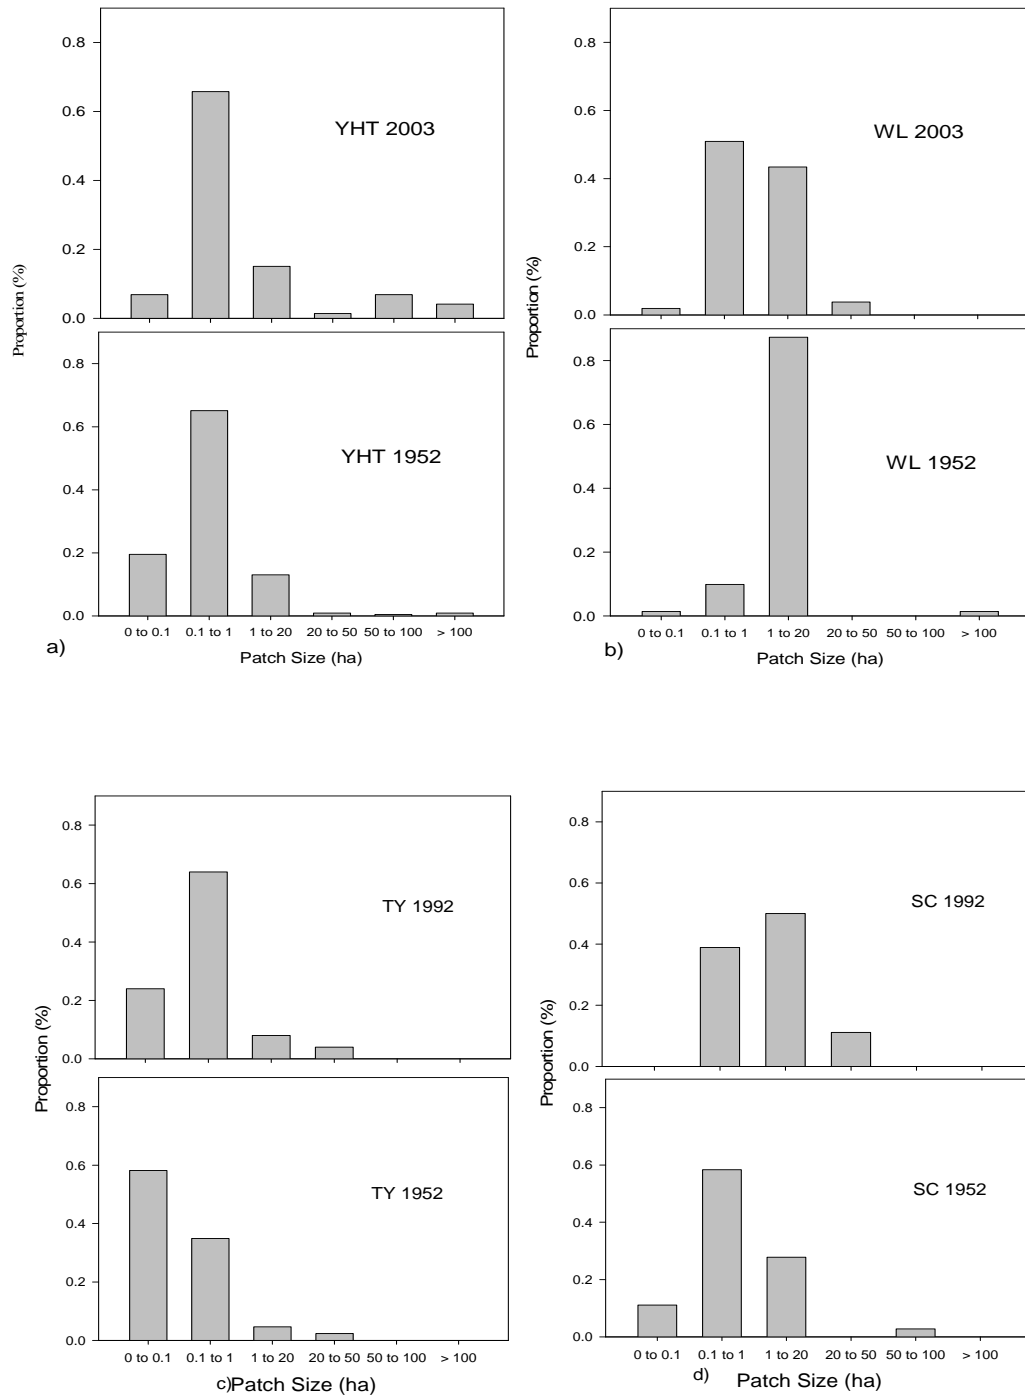 0.8
0.6
0.4
0.2
0.0
YHT 2003
Proportion (%)
0.8
0.6
0.4
0.2
0.0
YHT 1952
0 to 0.1 0.1 to 1 1 to 20 20 to 50 50 to 100 > 100
a)
Patch Size (ha)
0.8
0.6
0.4
0.2
0.0
WL 2003
Proportion (%)
0.8
0.6
0.4
0.2
0.0
WL 1952
0 to 0.1 0.1 to 1 1 to 20 20 to 50 50 to 100 > 100
b)
Patch Size (ha)
0.8
0.6
0.4
0.2
0.0
TY 1992
Proportion (%)
0.8
0.6
0.4
0.2
0.0
TY 1952
0 to 0.1 0.1 to 1 1 to 20 20 to 50 50 to 100 > 100
c)Patch Size (ha)
0.8
0.6
0.4
0.2
0.0
SC 1992
Proportion (%)
0.8
0.6
0.4
0.2
0.0
SC 1952
0 to 0.1 0.1 to 1 1 to 20 20 to 50 50 to 100 > 100
d)
Patch Size (ha)